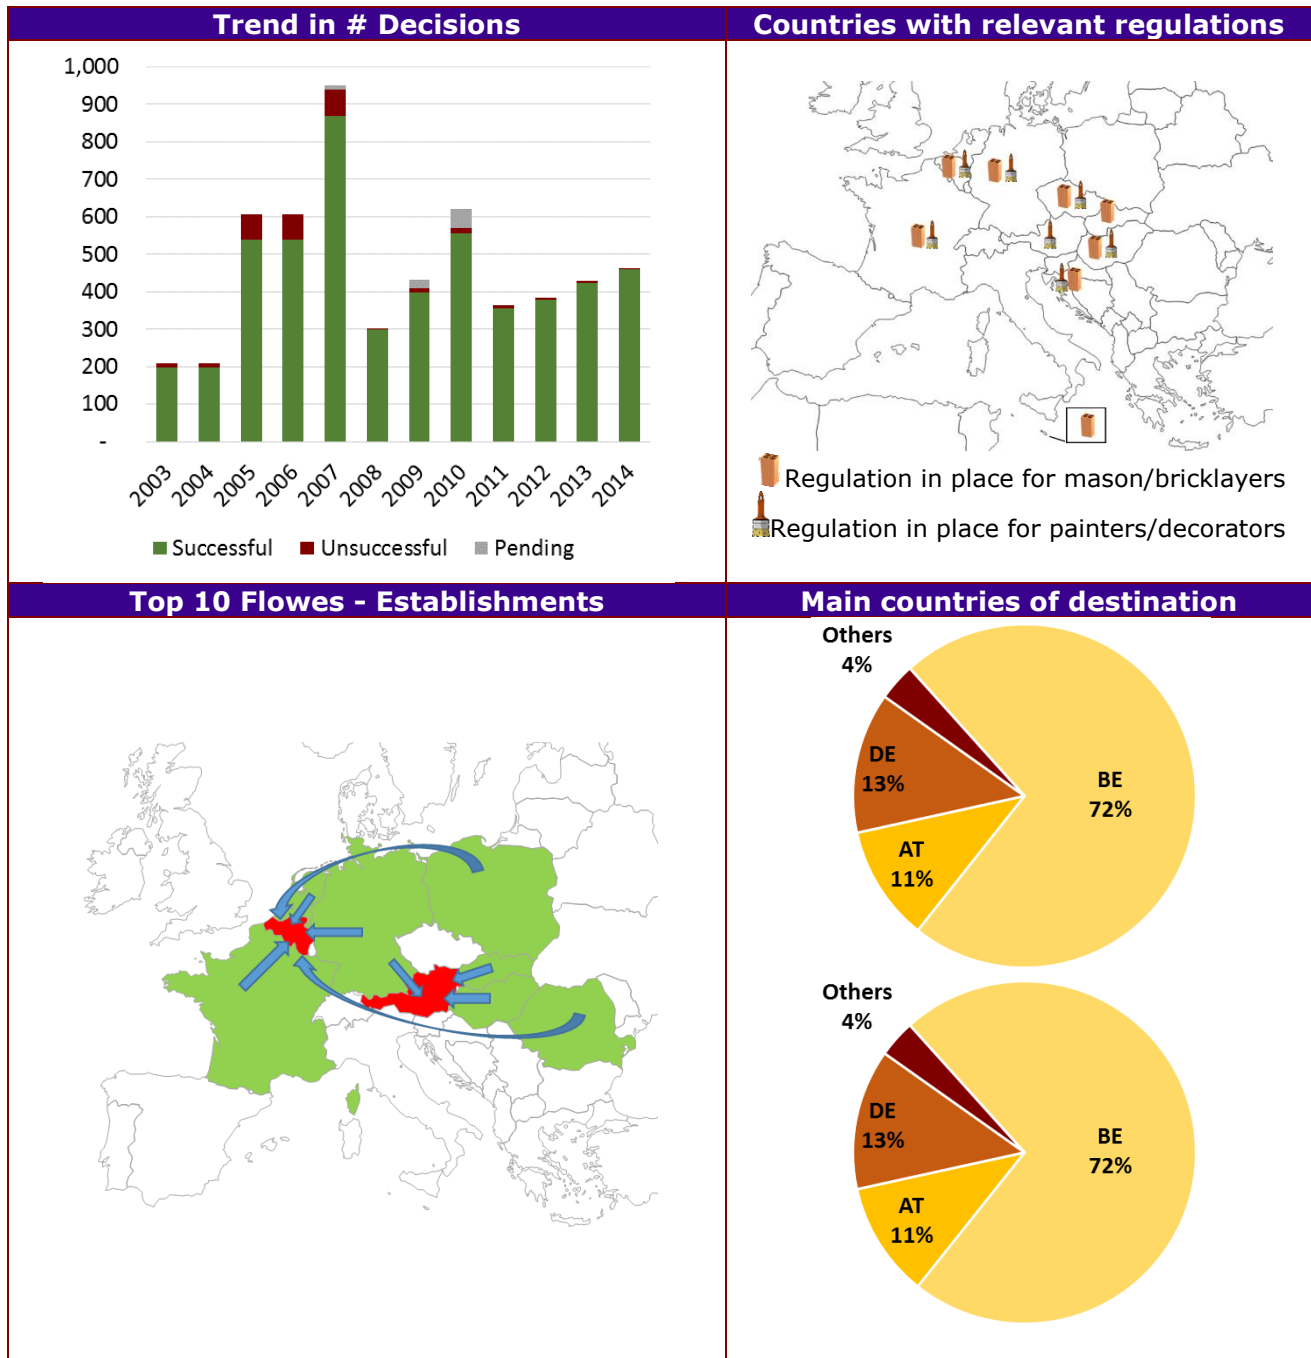 Trend in # Decisions
1,000
900
800
700
600
500
400
300
200
100
-
2003
2004
2005
2006
2007
2008
2009
2010
2011
2012
2013
2014
Successful
Unsuccessful
Pending
Countries with relevant regulations
Regulation in place for mason/bricklayers
Regulation in place for painters/decorators
Top 10 Flowes - Establishments
Main countries of destination
Others
4%
DE
13%
BE
72%
AT
11%
Others
4%
DE
13%
BE
72%
AT
11%